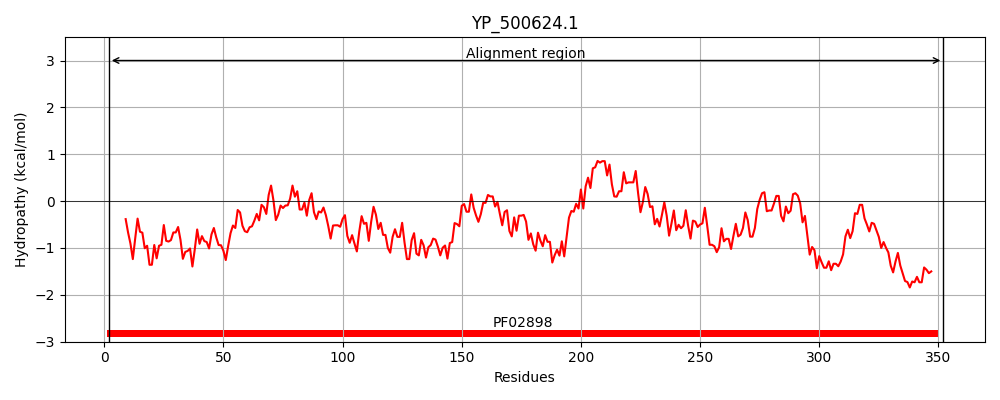 YP_500624.1
Alignment region
3
2
1
0
−1
−2
−3
Hydropathy (kcal/mol)
PF02898
0 50 100 150 200 250 300 350
Residues